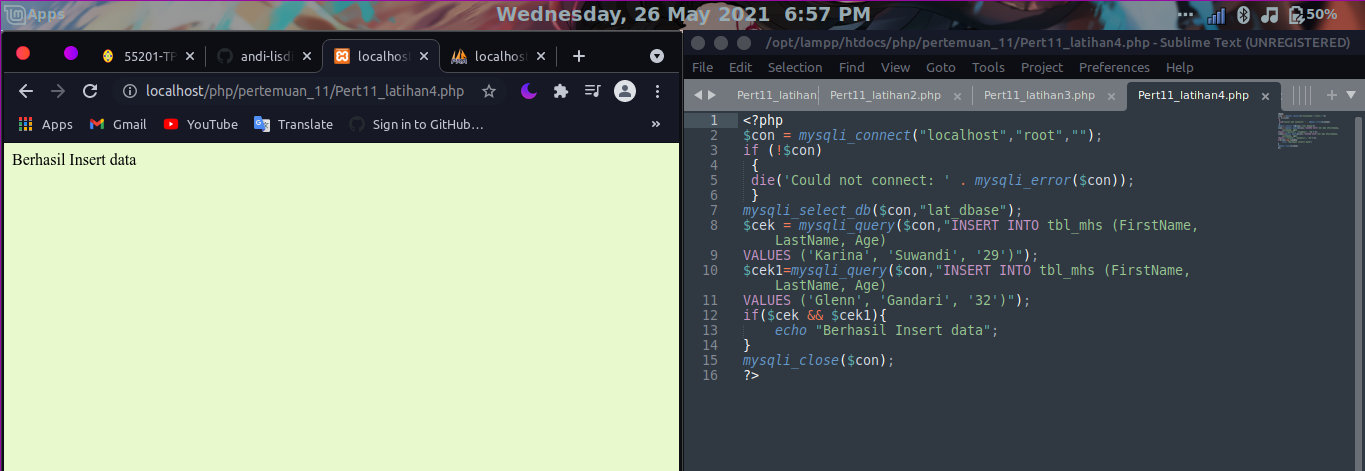 Apps
Wednesday, 26 May 2021 6:57 PM
50%
55201-TP
andi-lisdi
localhos
localhos
localhost/php/pertemuan_11/Pert11_latihan4.php
Apps
Gmail
YouTube
Translate
Sign in to GitHub...
»
Berhasil Insert data
/opt/lampp/htdocs/php/pertemuan_11/Pert11_latihan4.php - Sublime Text (UNREGISTERED)
File Edit Selection Find View Goto Tools Project Preferences Help
Pert11_latihan
Pert11_latihan2.php
Pert11_latihan3.php
Pert11_latihan4.php
1 <?php
2 $con = mysqli_connect("localhost","root","");
3 if (!$con)
4 {
5 die('Could not connect: ' . mysqli_error($con));
6 }
7 mysqli_select_db($con,"lat_dbase");
8 $cek = mysqli_query($con,"INSERT INTO tbl_mhs (FirstName,
LastName, Age)
9 VALUES ('Karina', 'Suwandi', '29')");
10 $cek1=mysqli_query($con,"INSERT INTO tbl_mhs (FirstName,
LastName, Age)
11 VALUES ('Glenn', 'Gandari', '32')");
12 if($cek && $cek1){
13 echo "Berhasil Insert data";
14 }
15 mysqli_close($con);
16 ?>